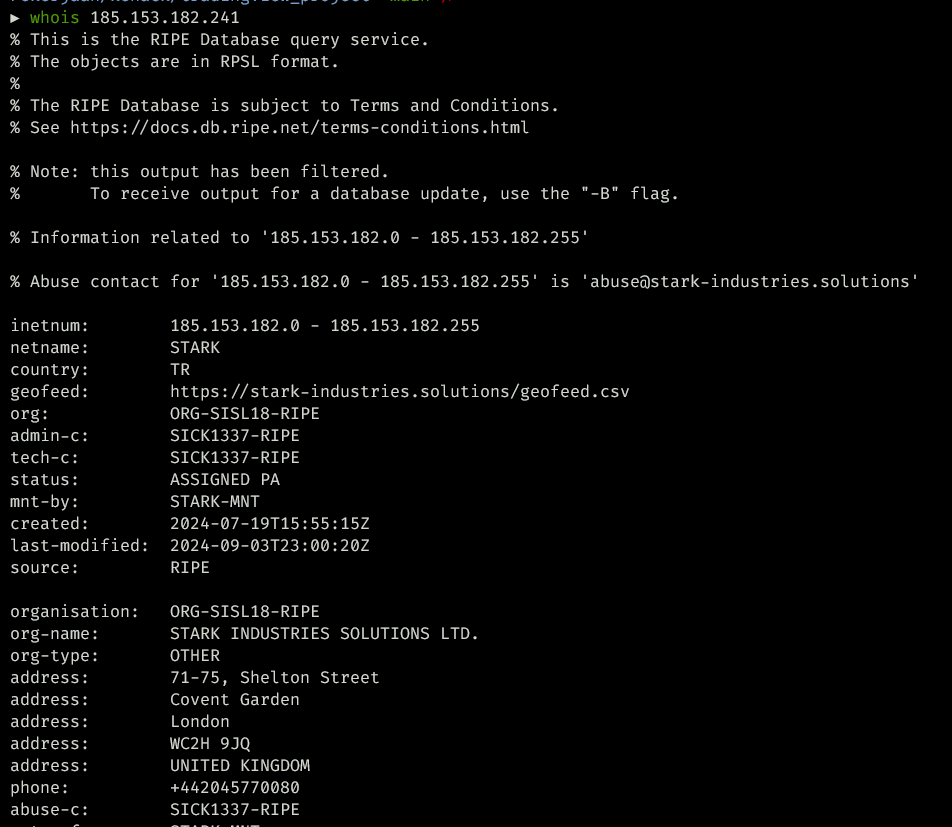 ► whois 185.153.182.241
% This is the RIPE Database query service.
% The objects are in RPSL format.
%
% The RIPE Database is subject to Terms and Conditions.
% See https://docs.db.ripe.net/terms-conditions.html

% Note: this output has been filtered.
%       To receive output for a database update, use the "-B" flag.

% Information related to '185.153.182.0 - 185.153.182.255'

% Abuse contact for '185.153.182.0 - 185.153.182.255' is 'abuse@stark-industries.solutions'

inetnum:        185.153.182.0 - 185.153.182.255
netname:        STARK
country:        TR
geofeed:        https://stark-industries.solutions/geofeed.csv
org:            ORG-SISL18-RIPE
admin-c:        SICK1337-RIPE
tech-c:         SICK1337-RIPE
status:         ASSIGNED PA
mnt-by:         STARK-MNT
created:        2024-07-19T15:55:15Z
last-modified:  2024-09-03T23:00:20Z
source:         RIPE

organisation:   ORG-SISL18-RIPE
org-name:       STARK INDUSTRIES SOLUTIONS LTD.
org-type:       OTHER
address:        71-75, Shelton Street
address:        Covent Garden
address:        London
address:        WC2H 9JQ
address:        UNITED KINGDOM
phone:          +442045770080
abuse-c:        SICK1337-RIPE